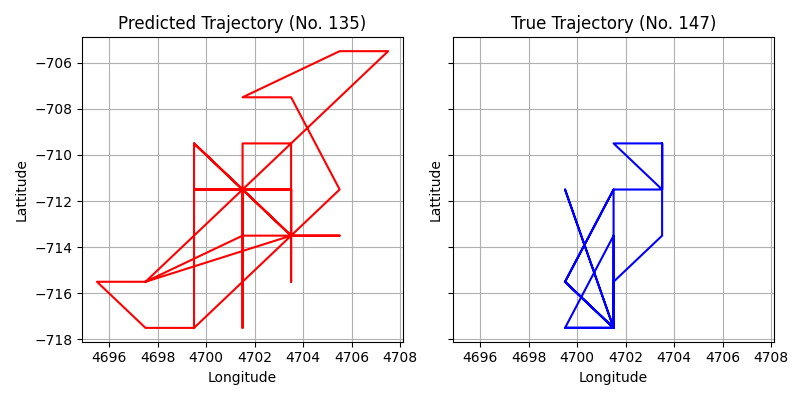 Predicted Trajectory (No. 135)
True Trajectory (No. 147)
−706
−708
−710
−712
−714
−716
−718
Lattitude
Lattitude
4696 4698 4700 4702 4704 4706 4708
4696 4698 4700 4702 4704 4706 4708
Longitude
Longitude